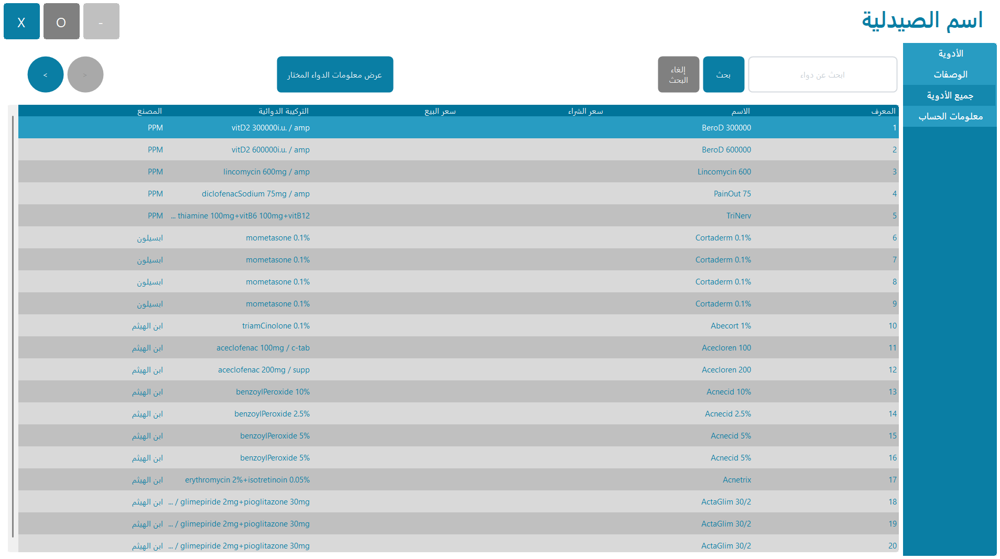 اسم الصيدلية
X O -
الأدوية
الوصفات
جميع الأدوية
معلومات الحساب
ابحث عن دواء
بحث
إلغاء
البحث
عرض معلومات الدواء المختار
> <
المعرف الاسم سعر الشراء سعر البيع التركيبة الدوائية المصنع
1 BeroD 300000 vitD2 300000i.u. / amp PPM
2 BeroD 600000 vitD2 600000i.u. / amp PPM
3 Lincomycin 600 lincomycin 600mg / amp PPM
4 PainOut 75 diclofenacSodium 75mg / amp PPM
5 TriNerv thiamine 100mg+vitB6 100mg+vitB12 ... PPM
6 Cortaderm 0.1% mometasone 0.1% ابسيلون
7 Cortaderm 0.1% mometasone 0.1% ابسيلون
8 Cortaderm 0.1% mometasone 0.1% ابسيلون
9 Cortaderm 0.1% mometasone 0.1% ابسيلون
10 Abecort 1% triamCinolone 0.1% ابن الهيثم
11 Acecloren 100 aceclofenac 100mg / c-tab ابن الهيثم
12 Acecloren 200 aceclofenac 200mg / supp ابن الهيثم
13 Acnecid 10% benzoylPeroxide 10% ابن الهيثم
14 Acnecid 2.5% benzoylPeroxide 2.5% ابن الهيثم
15 Acnecid 5% benzoylPeroxide 5% ابن الهيثم
16 Acnecid 5% benzoylPeroxide 5% ابن الهيثم
17 Acnetrix erythromycin 2%+isotretinoin 0.05% ابن الهيثم
18 ActaGlim 30/2 glimepiride 2mg+pioglitazone 30mg / ... ابن الهيثم
19 ActaGlim 30/2 glimepiride 2mg+pioglitazone 30mg / ... ابن الهيثم
20 ActaGlim 30/2 glimepiride 2mg+pioglitazone 30mg / ... ابن الهيثم